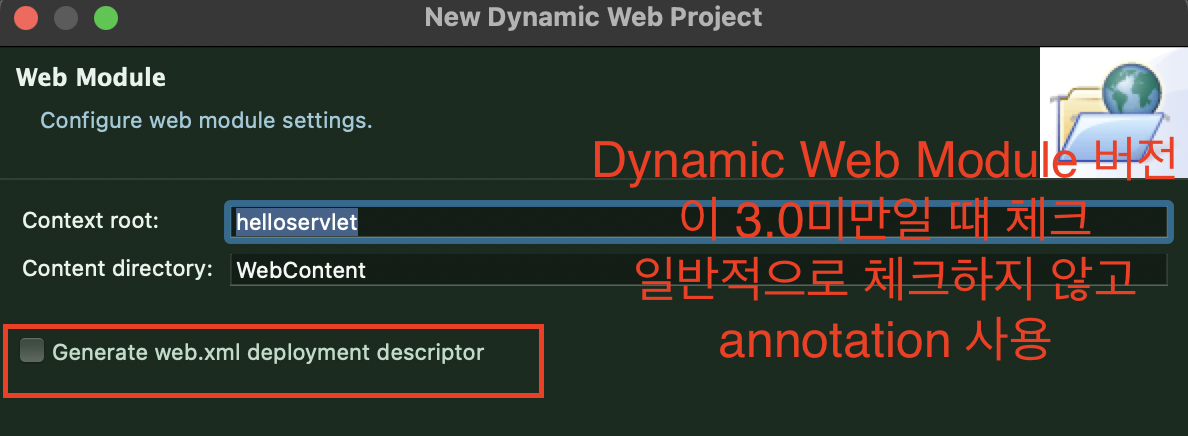 New Dynamic Web Project
Web Module
Configure web module settings.
Dynamic Web Module 버전
이 3.0미만일 때 체크
일반적으로 체크하지 않고
annotation 사용
Context root: helloservlet
Content directory: WebContent
Generate web.xml deployment descriptor